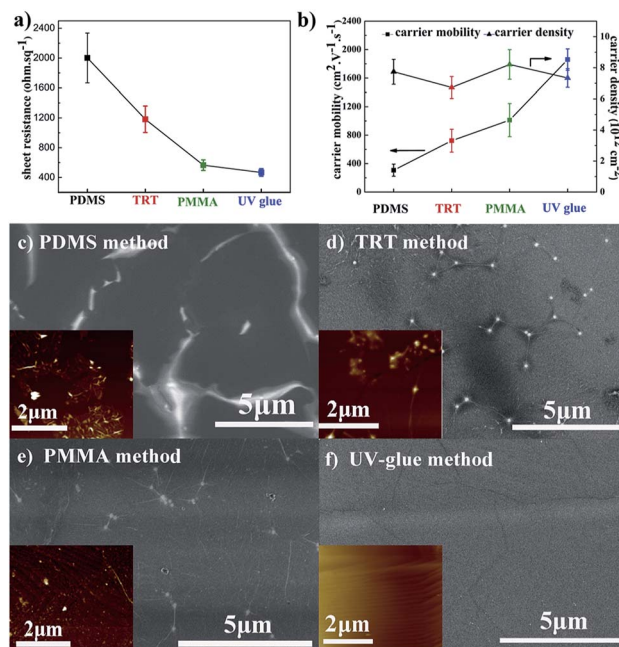 a)
sheet resistance (ohm.sq⁻¹)
2400
2000
1600
1200
800
400
PDMS TRT PMMA UV glue
b)
carrier mobility (cm².V⁻¹.s⁻¹)
2400
2000
1600
1200
800
400
0
carrier mobility carrier density
10
8
6
4
2
0
carrier density (10¹² cm⁻²)
PDMS TRT PMMA UV glue
c) PDMS method
2μm
5μm
d) TRT method
2μm
5μm
e) PMMA method
2μm
5μm
f) UV-glue method
2μm
5μm